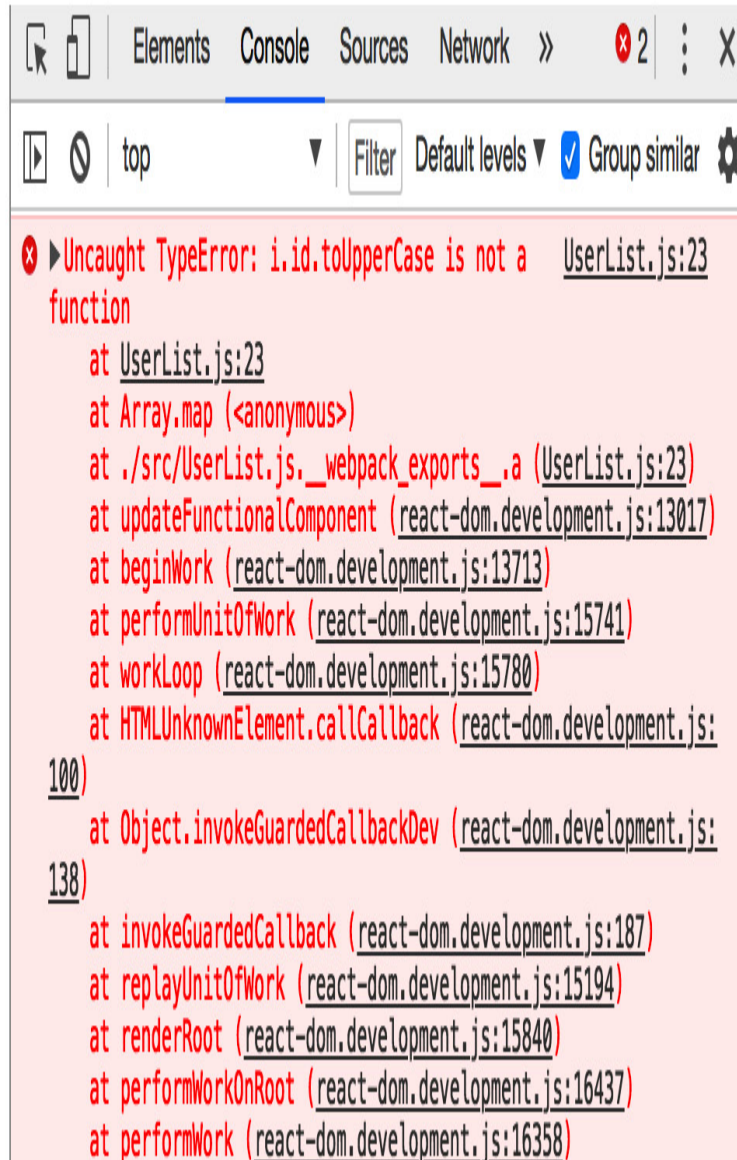 Elements Console Sources Network » 2
top Filter Default levels Group similar
Uncaught TypeError: i.id.toUpperCase is not a UserList.js:23
function
at UserList.js:23
at Array.map (<anonymous>)
at ./src/UserList.js.__webpack_exports__.a (UserList.js:23)
at updateFunctionalComponent (react-dom.development.js:13017)
at beginWork (react-dom.development.js:13713)
at performUnitOfWork (react-dom.development.js:15741)
at workLoop (react-dom.development.js:15780)
at HTMLUnknownElement.callCallback (react-dom.development.js:
100)
at Object.invokeGuardedCallbackDev (react-dom.development.js:
138)
at invokeGuardedCallback (react-dom.development.js:187)
at replayUnitOfWork (react-dom.development.js:15194)
at renderRoot (react-dom.development.js:15840)
at performWorkOnRoot (react-dom.development.js:16437)
at performWork (react-dom.development.js:16358)